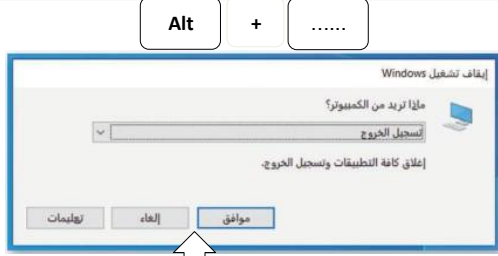 Alt + ......
إيقاف تشغيل Windows
ماذا تريد من الكمبيوتر؟
تسجيل الخروج
إغلاق كافة التطبيقات وتسجيل الخروج.
موافق إلغاء تعليمات